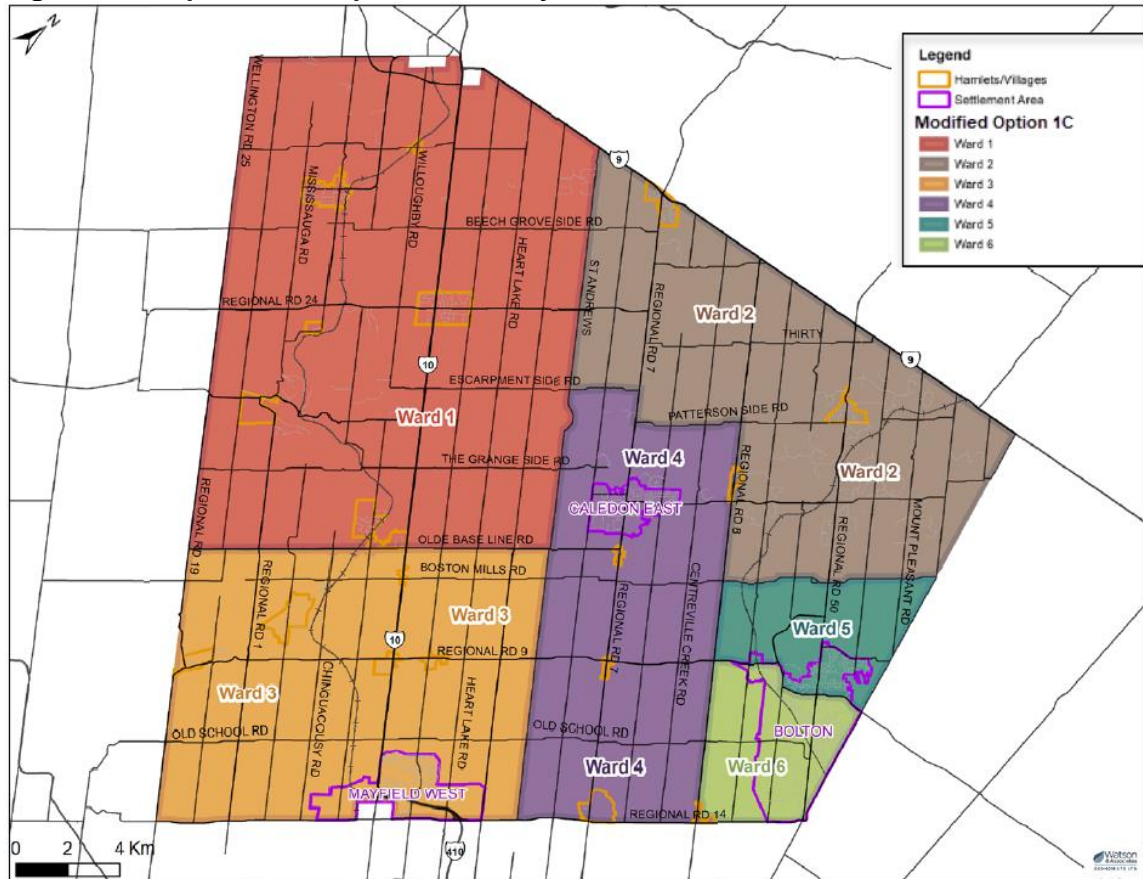 N
WELLINGTON RD 25
MISSISSAUGA RD
WILLOUGHBY RD
HEART LAKE RD
BEECH GROVE SIDE RD
ST ANDREWS
REGIONAL RD 7
9
Ward 2
THIRTY
9
REGIONAL RD 24
10
ESCARPMENT SIDE RD
PATTERSON SIDE RD
Ward 1
THE GRANGE SIDE RD
Ward 4
Ward 2
CALEDON EAST
REGIONAL RD 8
REGIONAL RD 50
MOUNT PLEASANT RD
REGIONAL RD 19
OLDE BASE LINE RD
BOSTON MILLS RD
REGIONAL RD 1
10
Ward 3
REGIONAL RD 7
CENTREVILLE CREEK RD
Ward 5
REGIONAL RD 9
Ward 3
CHINGUACQUSY RD
HEART LAKE RD
OLD SCHOOL RD
OLD SCHOOL RD
BOLTON
Ward 4
Ward 6
MAYFIELD WEST
REGIONAL RD 14
410
0 2 4 Km
Legend
Hamlets/Villages
Settlement Area
Modified Option 1C
Ward 1
Ward 2
Ward 3
Ward 4
Ward 5
Ward 6
Watson
& Associates
ECONOMISTS LTD.